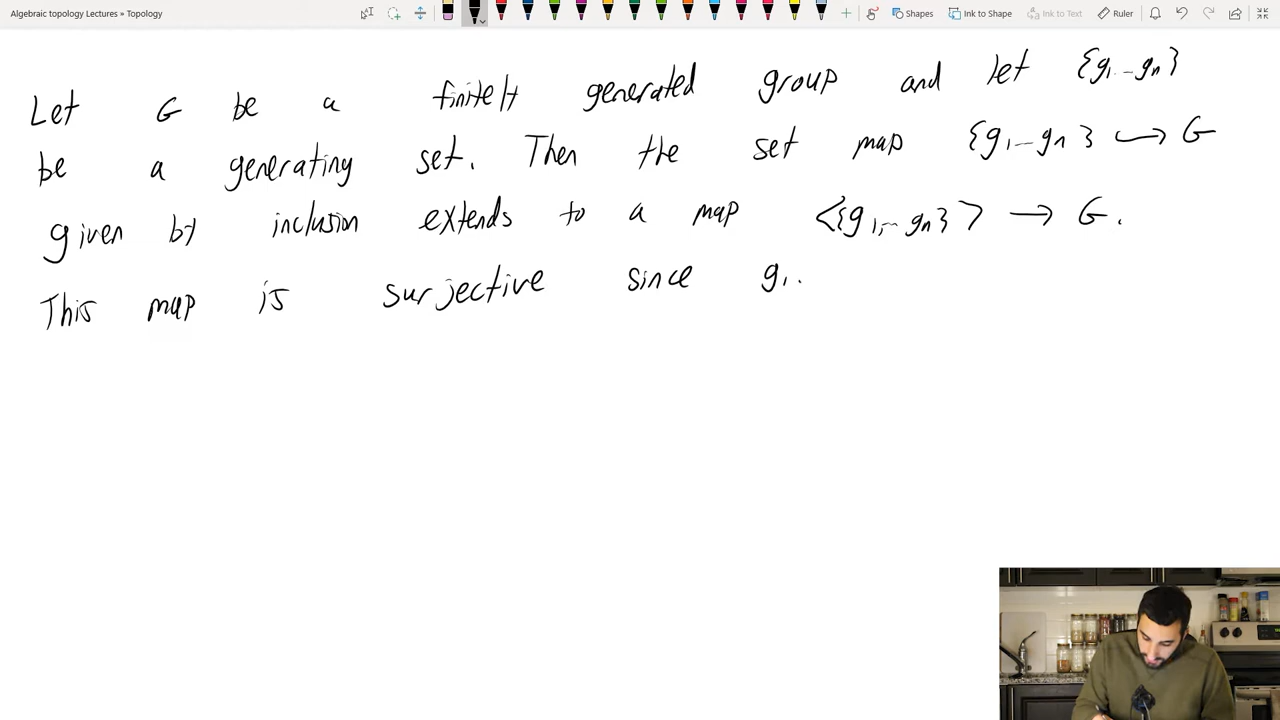 Algebraic topology Lectures » Topology
Shapes Ink to Shape Ink to Text Ruler
Let G be a finitelt generated group and let {g1...gn}
be a generating set. Then the set map {g1...gn} ↪ G
given by inclusion extends to a map <{g1,...gn}> → G.
This map is surjective since g1.